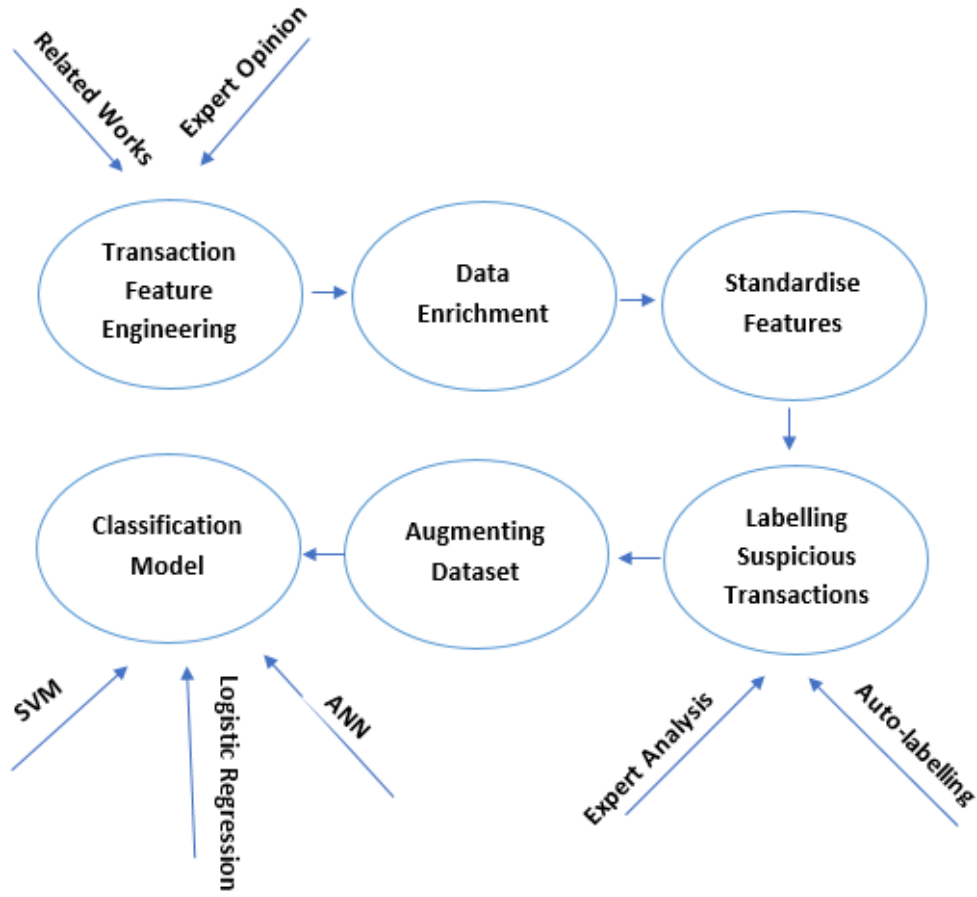 Related Works
Expert Opinion
Transaction
Feature
Engineering
Data
Enrichment
Standardise
Features
Classification
Model
Augmenting
Dataset
Labelling
Suspicious
Transactions
SVM
Logistic Regression
ANN
Expert Analysis
Auto-labelling